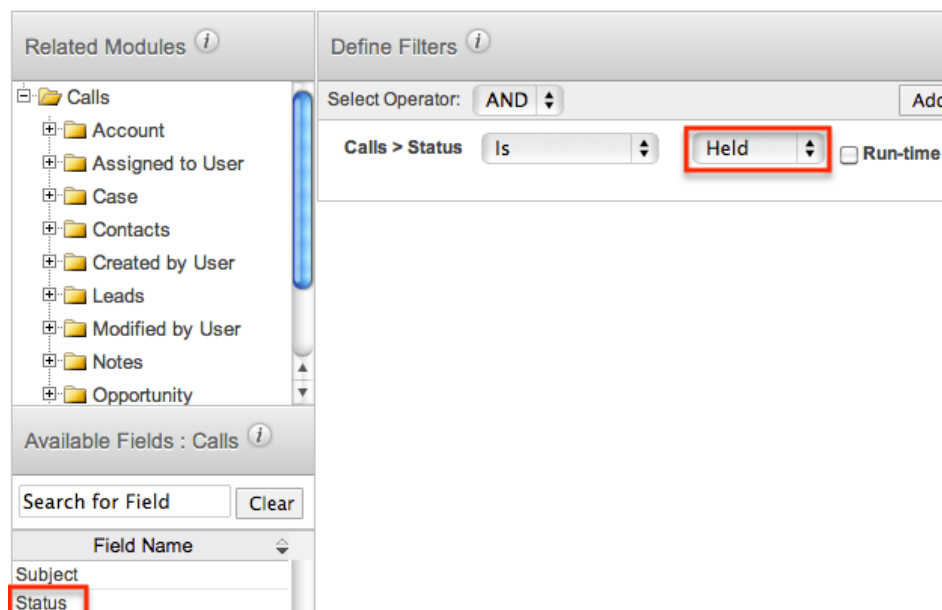 Related Modules i
Calls
Account
Assigned to User
Case
Contacts
Created by User
Leads
Modified by User
Notes
Opportunity
Available Fields : Calls i
Search for Field Clear
Field Name
Subject
Status
Define Filters i
Select Operator: AND Add
Calls > Status Is Held Run-time